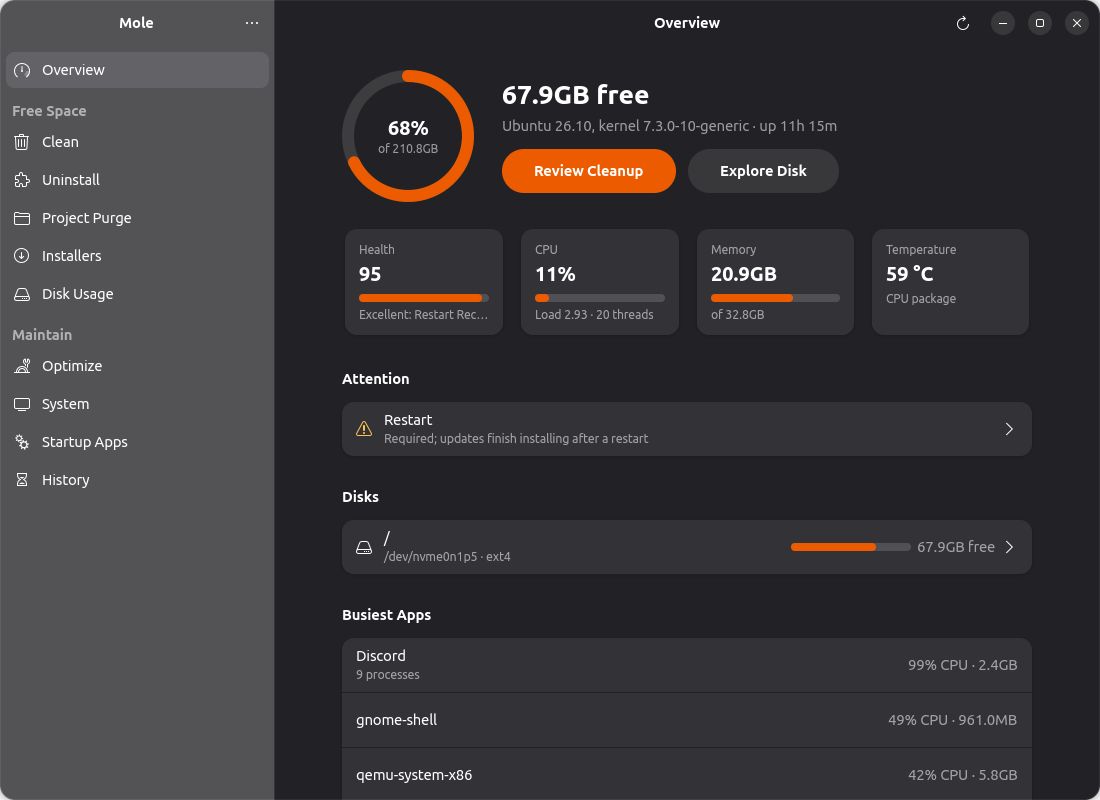 Mole
...
Overview
Overview
Free Space
Clean
Uninstall
Project Purge
Installers
Disk Usage
Maintain
Optimize
System
Startup Apps
History
68%
of 210.8GB
67.9GB free
Ubuntu 26.10, kernel 7.3.0-10-generic · up 11h 15m
Review Cleanup
Explore Disk
Health
95
Excellent: Restart Rec...
CPU
11%
Load 2.93 · 20 threads
Memory
20.9GB
of 32.8GB
Temperature
59 °C
CPU package
Attention
Restart
Required; updates finish installing after a restart
Disks
/
/dev/nvme0n1p5 · ext4
67.9GB free
Busiest Apps
Discord
9 processes
99% CPU · 2.4GB
gnome-shell
49% CPU · 961.0MB
qemu-system-x86
42% CPU · 5.8GB